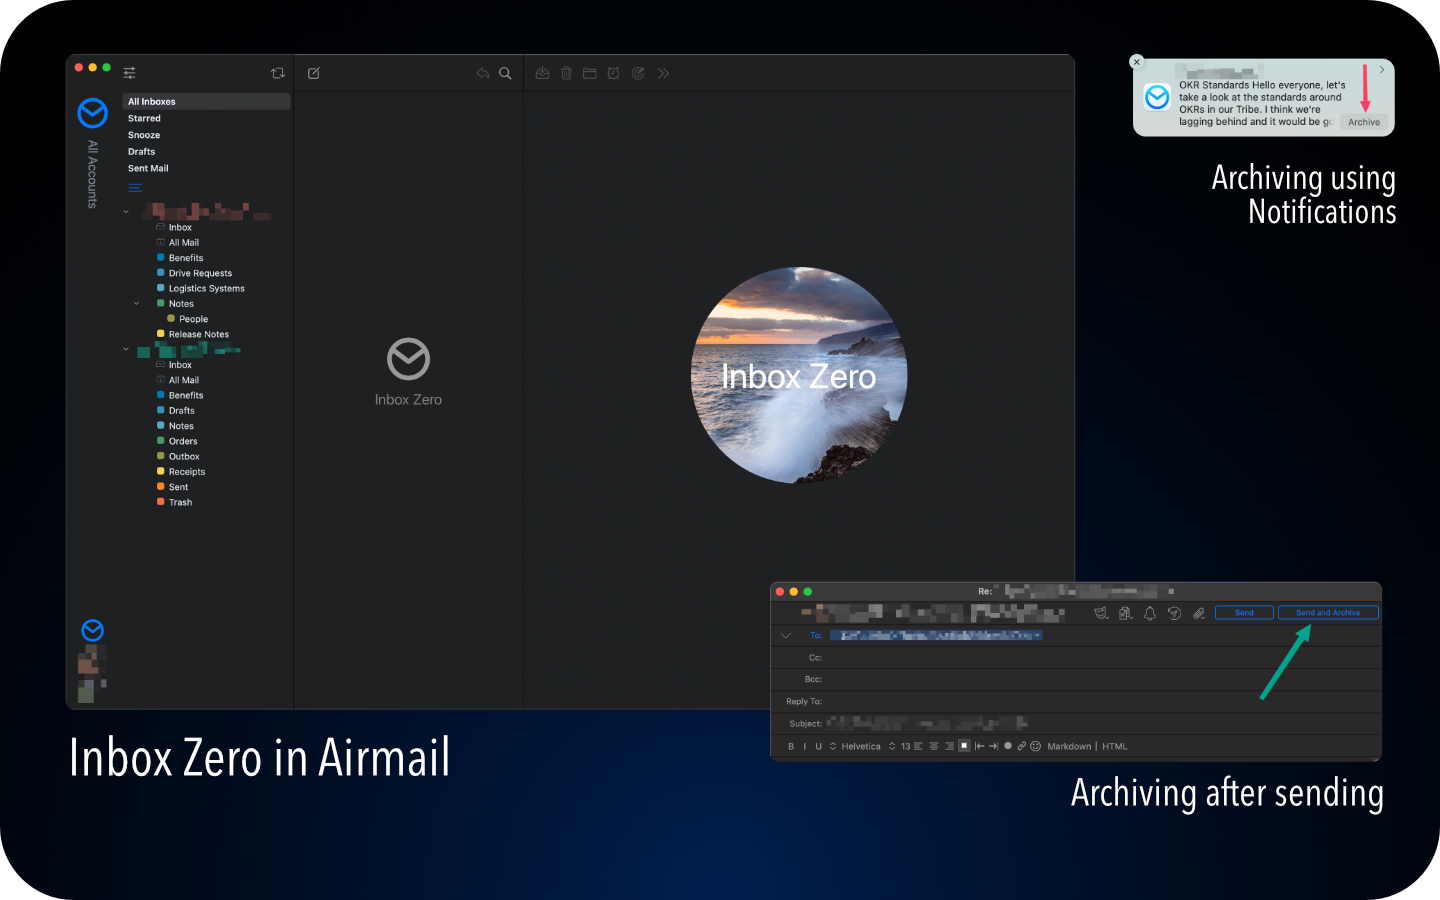 All Accounts
All Inboxes
Starred
Snooze
Drafts
Sent Mail
Inbox
All Mail
Benefits
Drive Requests
Logistics Systems
Notes
People
Release Notes
Inbox
All Mail
Benefits
Drafts
Notes
Orders
Outbox
Receipts
Sent
Trash
Inbox Zero
Inbox Zero
OKR Standards Hello everyone, let's
take a look at the standards around
OKRs in our Tribe. I think we're
lagging behind and it would be
Archive
Archiving using
Notifications
Re:
Send
Send and Archive
To:
Cc:
Bcc:
Reply To:
Subject:
B I U Helvetica 13 Markdown | HTML
Inbox Zero in Airmail
Archiving after sending